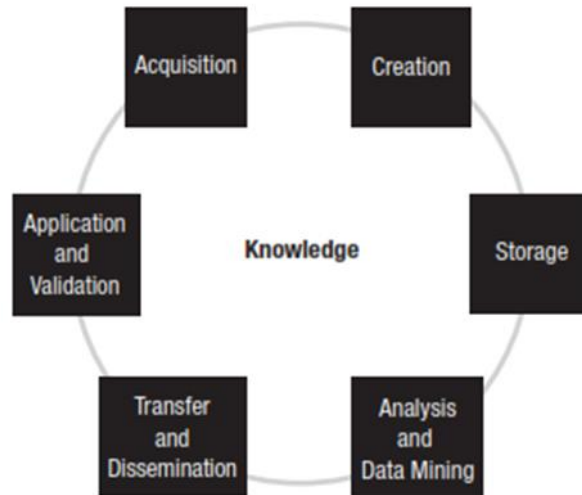 Acquisition
Creation
Application
and
Validation
Knowledge
Storage
Transfer
and
Dissemination
Analysis
and
Data Mining